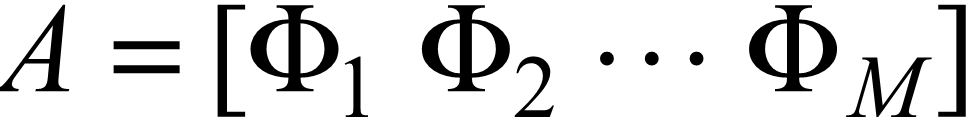 A = [Φ₁ Φ₂ ⋯ Φ_M]